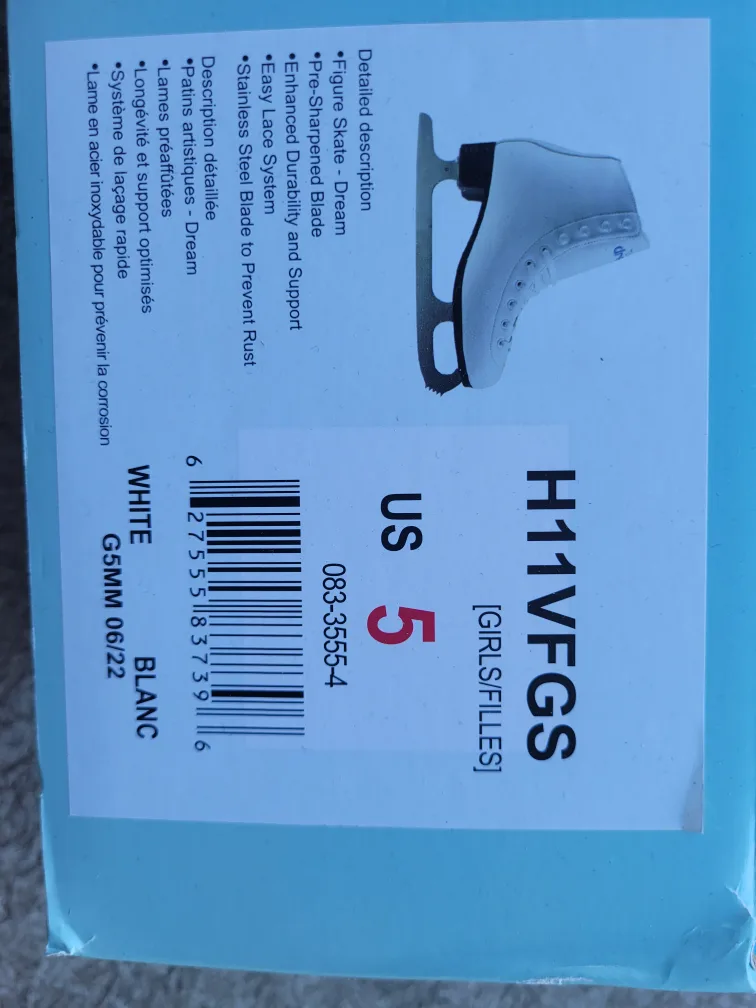 H11VFGS
[GIRLS/FILLES]
US 5
083-3555-4
6 27555 83739 6
WHITE BLANC
G5MM 06/22
Detailed description
•Figure Skate - Dream
•Pre-Sharpened Blade
•Enhanced Durability and Support
•Easy Lace System
•Stainless Steel Blade to Prevent Rust
Description détaillée
•Patins artistiques - Dream
•Lames préaffûtées
•Longévité et support optimisés
•Système de laçage rapide
•Lame en acier inoxydable pour prévenir la corrosion